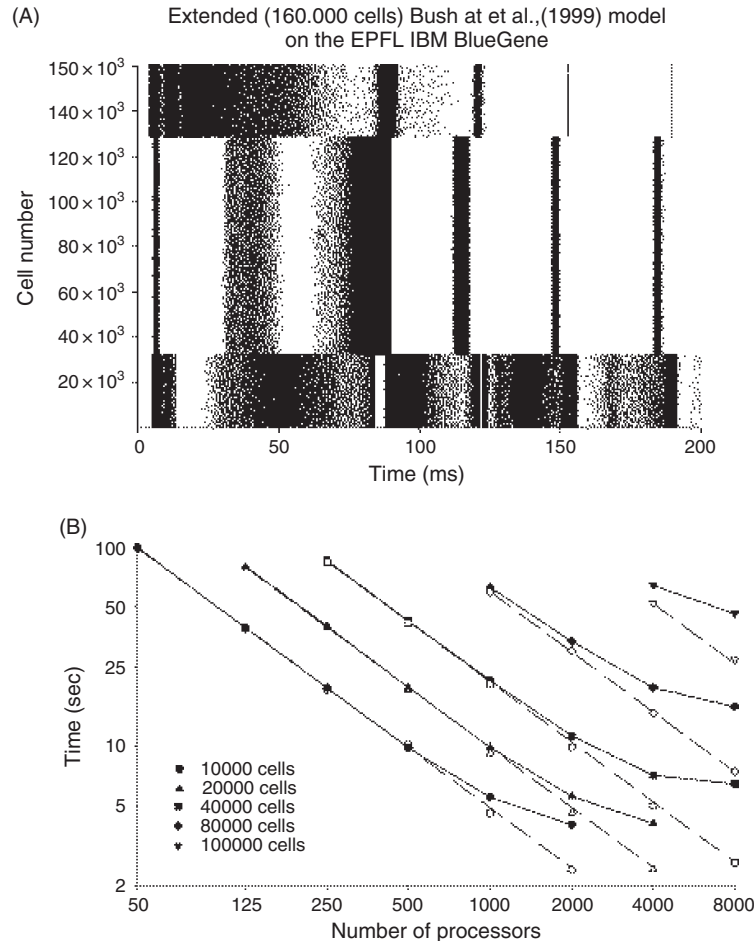 (A)
Extended (160.000 cells) Bush at et al.,(1999) model
on the EPFL IBM BlueGene
Cell number
150 × 10³
140 × 10³
120 × 10³
100 × 10³
80 × 10³
60 × 10³
40 × 10³
20 × 10³
0
50
100
150
200
Time (ms)
(B)
Time (sec)
100
50
25
10
5
2
10000 cells
20000 cells
40000 cells
80000 cells
100000 cells
50
125
250
500
1000
2000
4000
8000
Number of processors